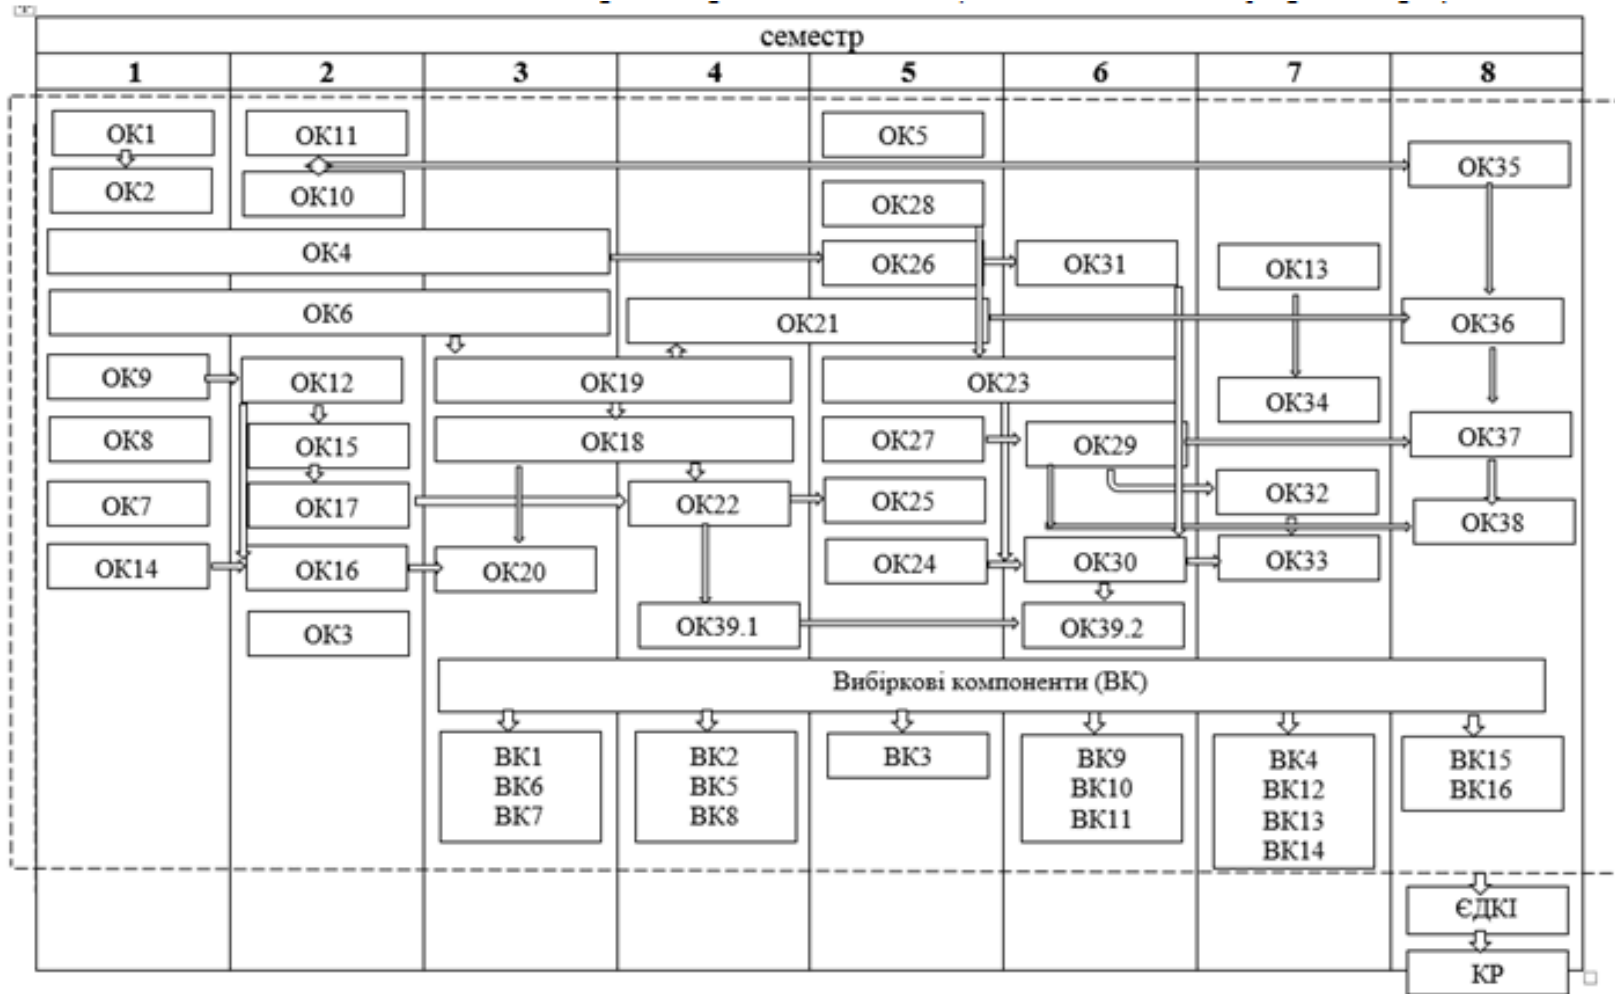 семестр
1 2 3 4 5 6 7 8
ОК1 ОК11 ОК5
ОК35
ОК2 ОК10
ОК28
ОК4 ОК26 ОК31 ОК13
ОК6 ОК21 ОК36
ОК9 ОК12 ОК19 ОК23
ОК34
ОК8 ОК15 ОК18 ОК27 ОК29 ОК37
ОК7 ОК17 ОК22 ОК25 ОК32
ОК38
ОК14 ОК16 ОК20 ОК24 ОК30 ОК33
ОК3 ОК39.1 ОК39.2
Вибіркові компоненти (ВК)
ВК1 ВК2 ВК3 ВК9 ВК4 ВК15
ВК6 ВК5 ВК10 ВК12 ВК16
ВК7 ВК8 ВК11 ВК13
ВК14
ЄДКІ
КР